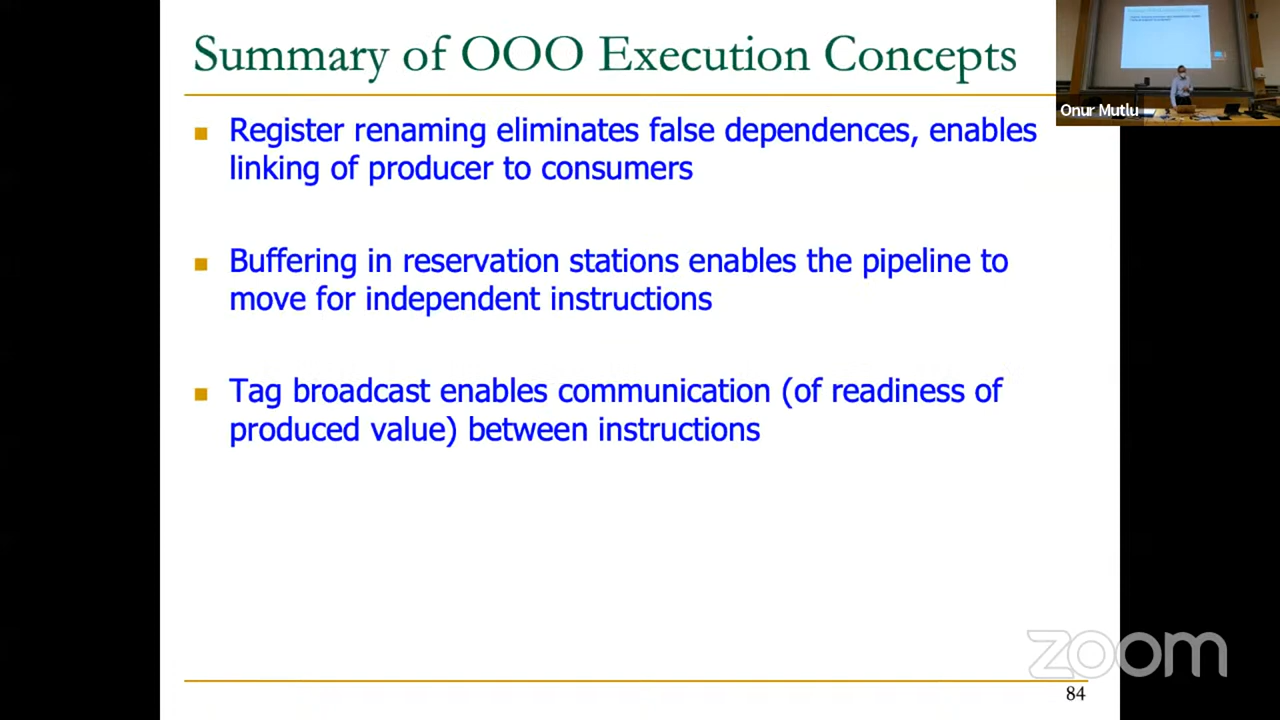 Summary of OOO Execution Concepts
Register renaming eliminates false dependences, enables
linking of producer to consumers
Buffering in reservation stations enables the pipeline to
move for independent instructions
Tag broadcast enables communication (of readiness of
produced value) between instructions
Onur Mutlu
zoom
84